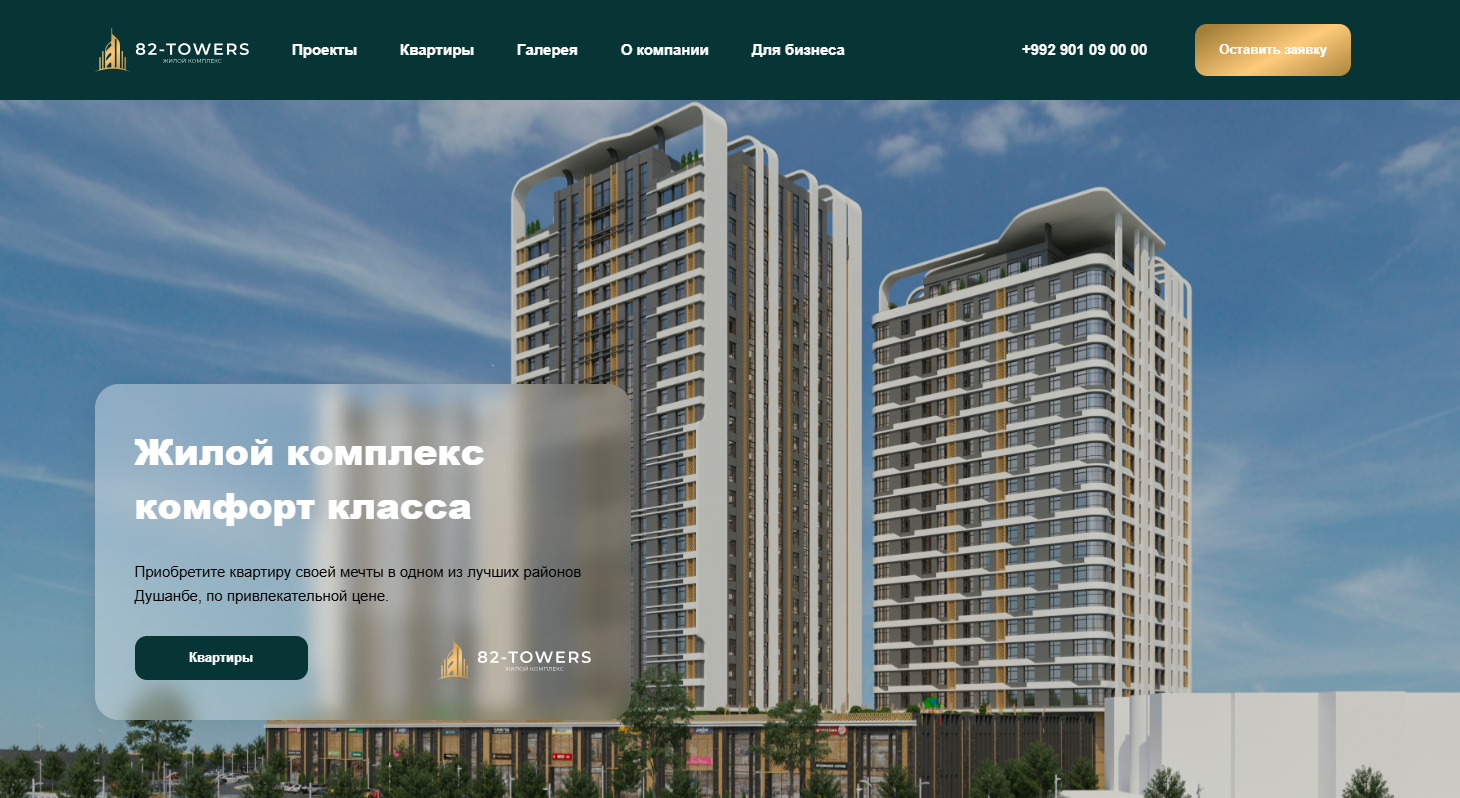 82-TOWERS
ЖИЛОЙ КОМПЛЕКС
Проекты
Квартиры
Галерея
О компании
Для бизнеса
+992 901 09 00 00
Оставить заявку
Жилой комплекс
комфорт класса
Приобретите квартиру своей мечты в одном из лучших районов
Душанбе, по привлекательной цене.
Квартиры
82-TOWERS
ЖИЛОЙ КОМПЛЕКС